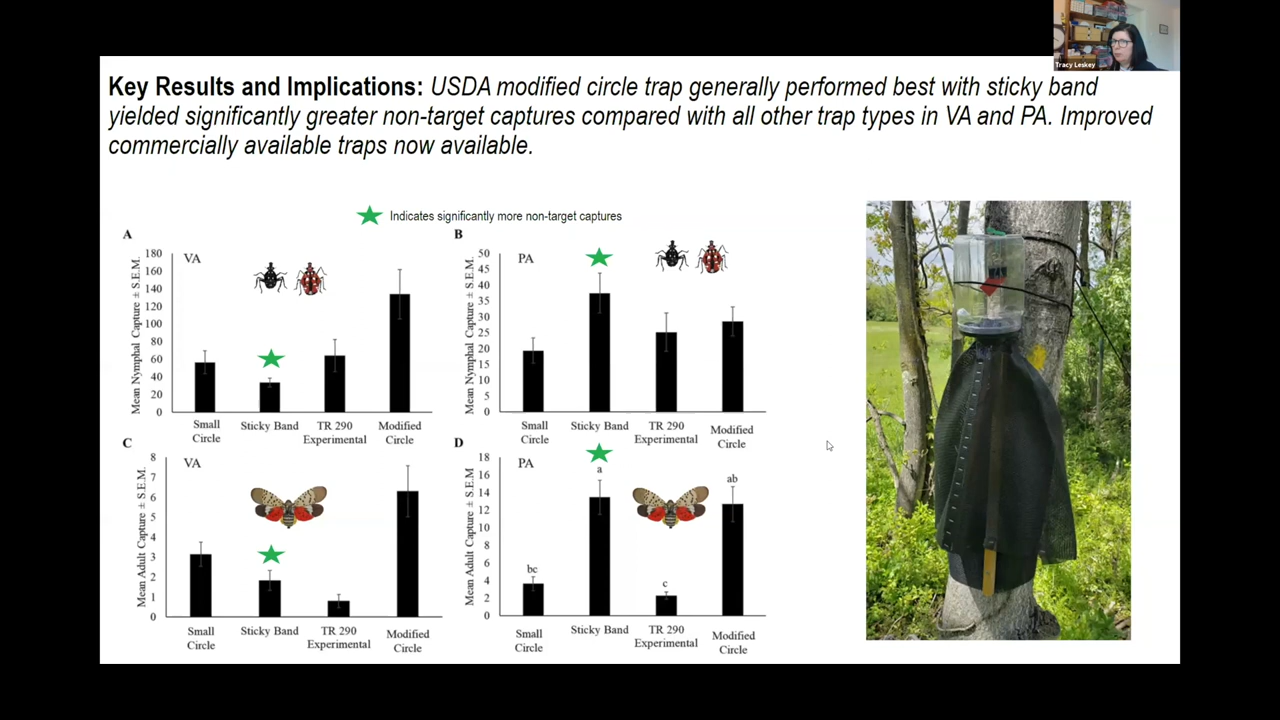 Tracy Leskey
Key Results and Implications: USDA modified circle trap generally performed best with sticky band
yielded significantly greater non-target captures compared with all other trap types in VA and PA. Improved
commercially available traps now available.
Indicates significantly more non-target captures
A
VA
Mean Nymphal Capture ± S.E.M.
180
160
140
120
100
80
60
40
20
0
Small
Circle
Sticky Band
TR 290
Experimental
Modified
Circle
B
PA
Mean Nymphal Capture ± S.E.M.
50
45
40
35
30
25
20
15
10
5
0
Small
Circle
Sticky Band
TR 290
Experimental
Modified
Circle
C
VA
Mean Adult Capture ± S.E.M.
8
7
6
5
4
3
2
1
0
Small
Circle
Sticky Band
TR 290
Experimental
Modified
Circle
D
PA
Mean Adult Capture ± S.E.M
18
16
14
12
10
8
6
4
2
0
bc
a
c
ab
Small
Circle
Sticky Band
TR 290
Experimental
Modified
Circle